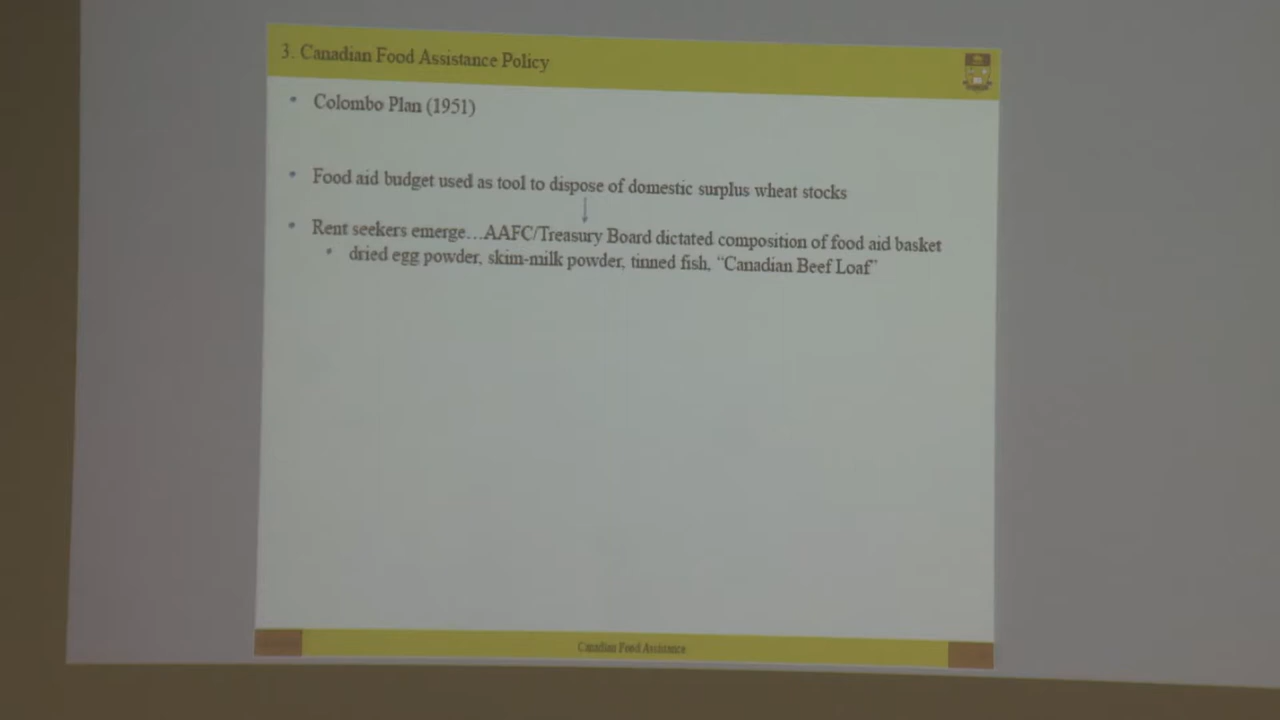 3. Canadian Food Assistance Policy
• Colombo Plan (1951)
• Food aid budget used as tool to dispose of domestic surplus wheat stocks
• Rent seekers emerge…AAFC/Treasury Board dictated composition of food aid basket
• dried egg powder, skim-milk powder, tinned fish, “Canadian Beef Loaf”
Canadian Food Assistance